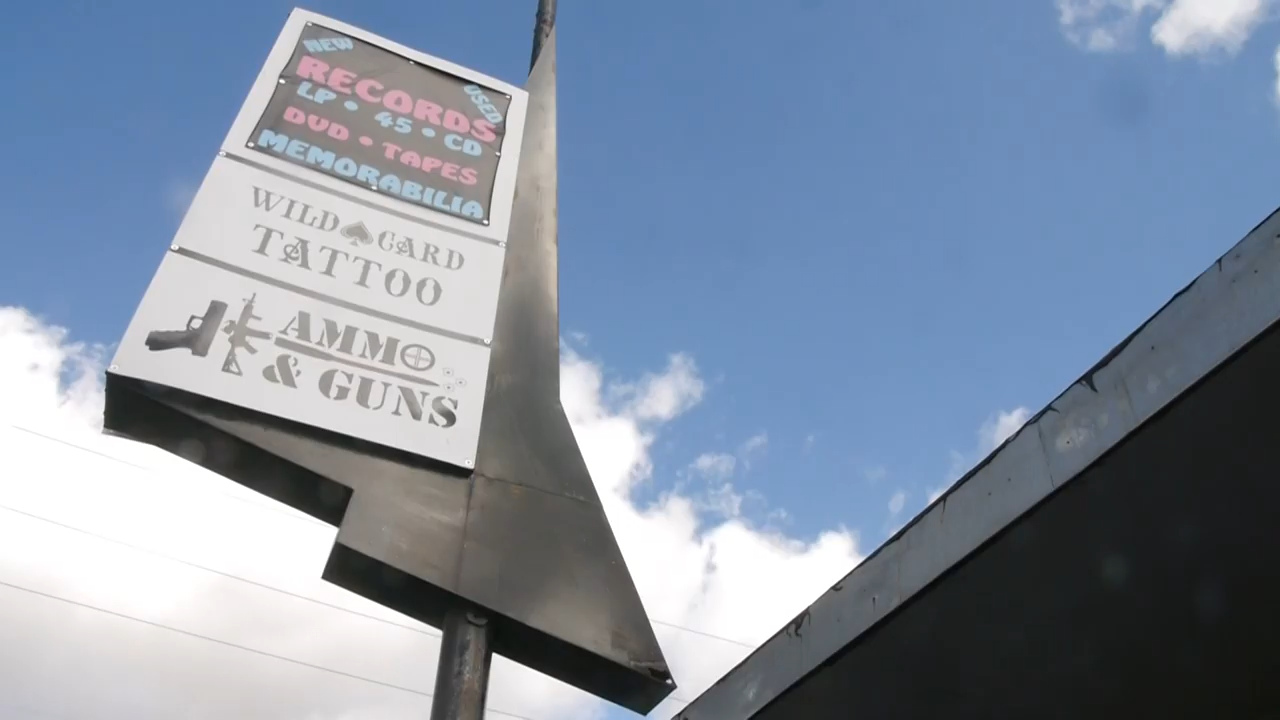 NEW
USED
RECORDS
LP • 45 • CD
DVD • TAPES
MEMORABILIA
WILD♠CARD
TATTOO
AMMO
& GUNS